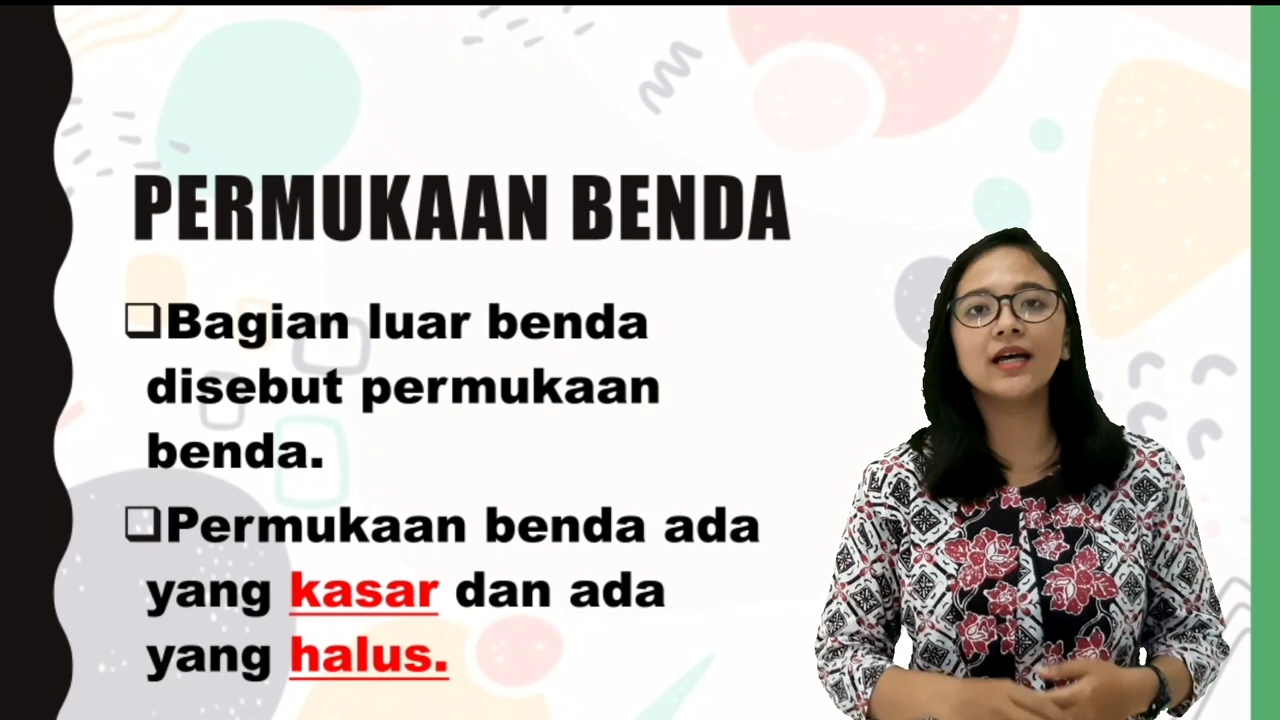 PERMUKAAN BENDA
❑Bagian luar benda
disebut permukaan
benda.
❑Permukaan benda ada
yang kasar dan ada
yang halus.